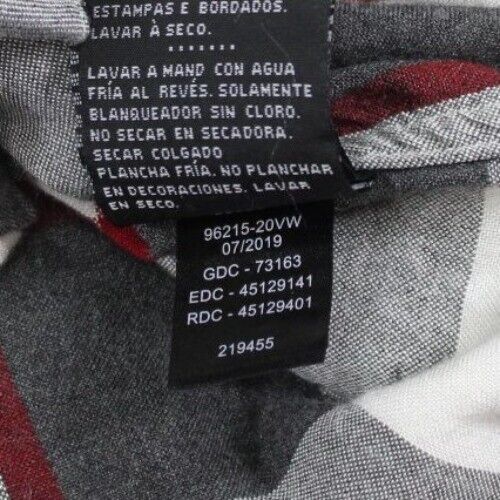 ESTAMPAS E BORDADOS.
LAVAR À SECO.
.......
LAVAR A MAND CON AGUA
FRÍA AL REVÉS. SOLAMENTE
BLANQUEADOR SIN CLORO.
NO SECAR EN SECADORA.
SECAR COLGADO
PLANCHA FRÍA. NO PLANCHAR
EN DECORACIONES. LAVAR
EN SECO.
96215-20VW
07/2019
GDC - 73163
EDC - 45129141
RDC - 45129401
219455